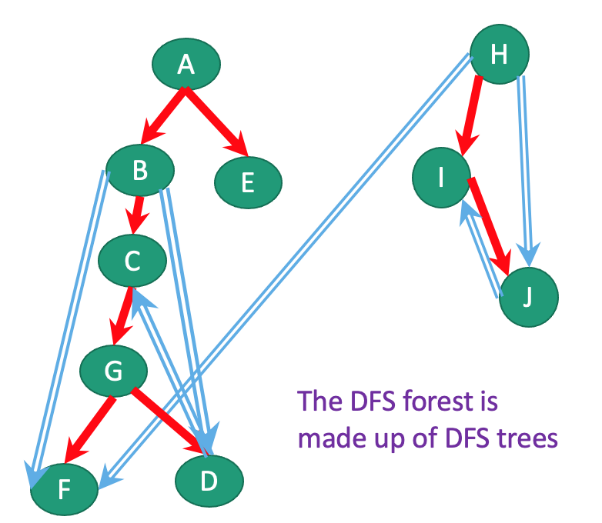 A
H
B
E
I
C
J
G
The DFS forest is
made up of DFS trees
F
D